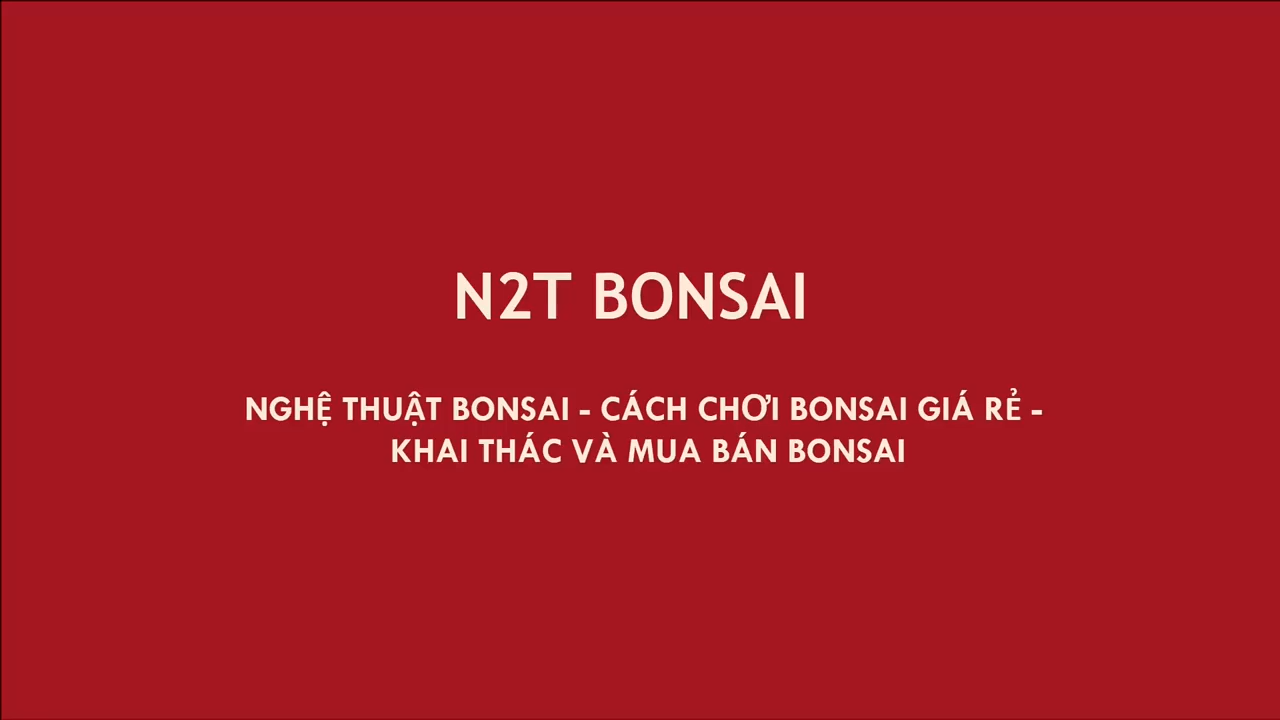 N2T BONSAI
NGHỆ THUẬT BONSAI - CÁCH CHƠI BONSAI GIÁ RẺ -
KHAI THÁC VÀ MUA BÁN BONSAI